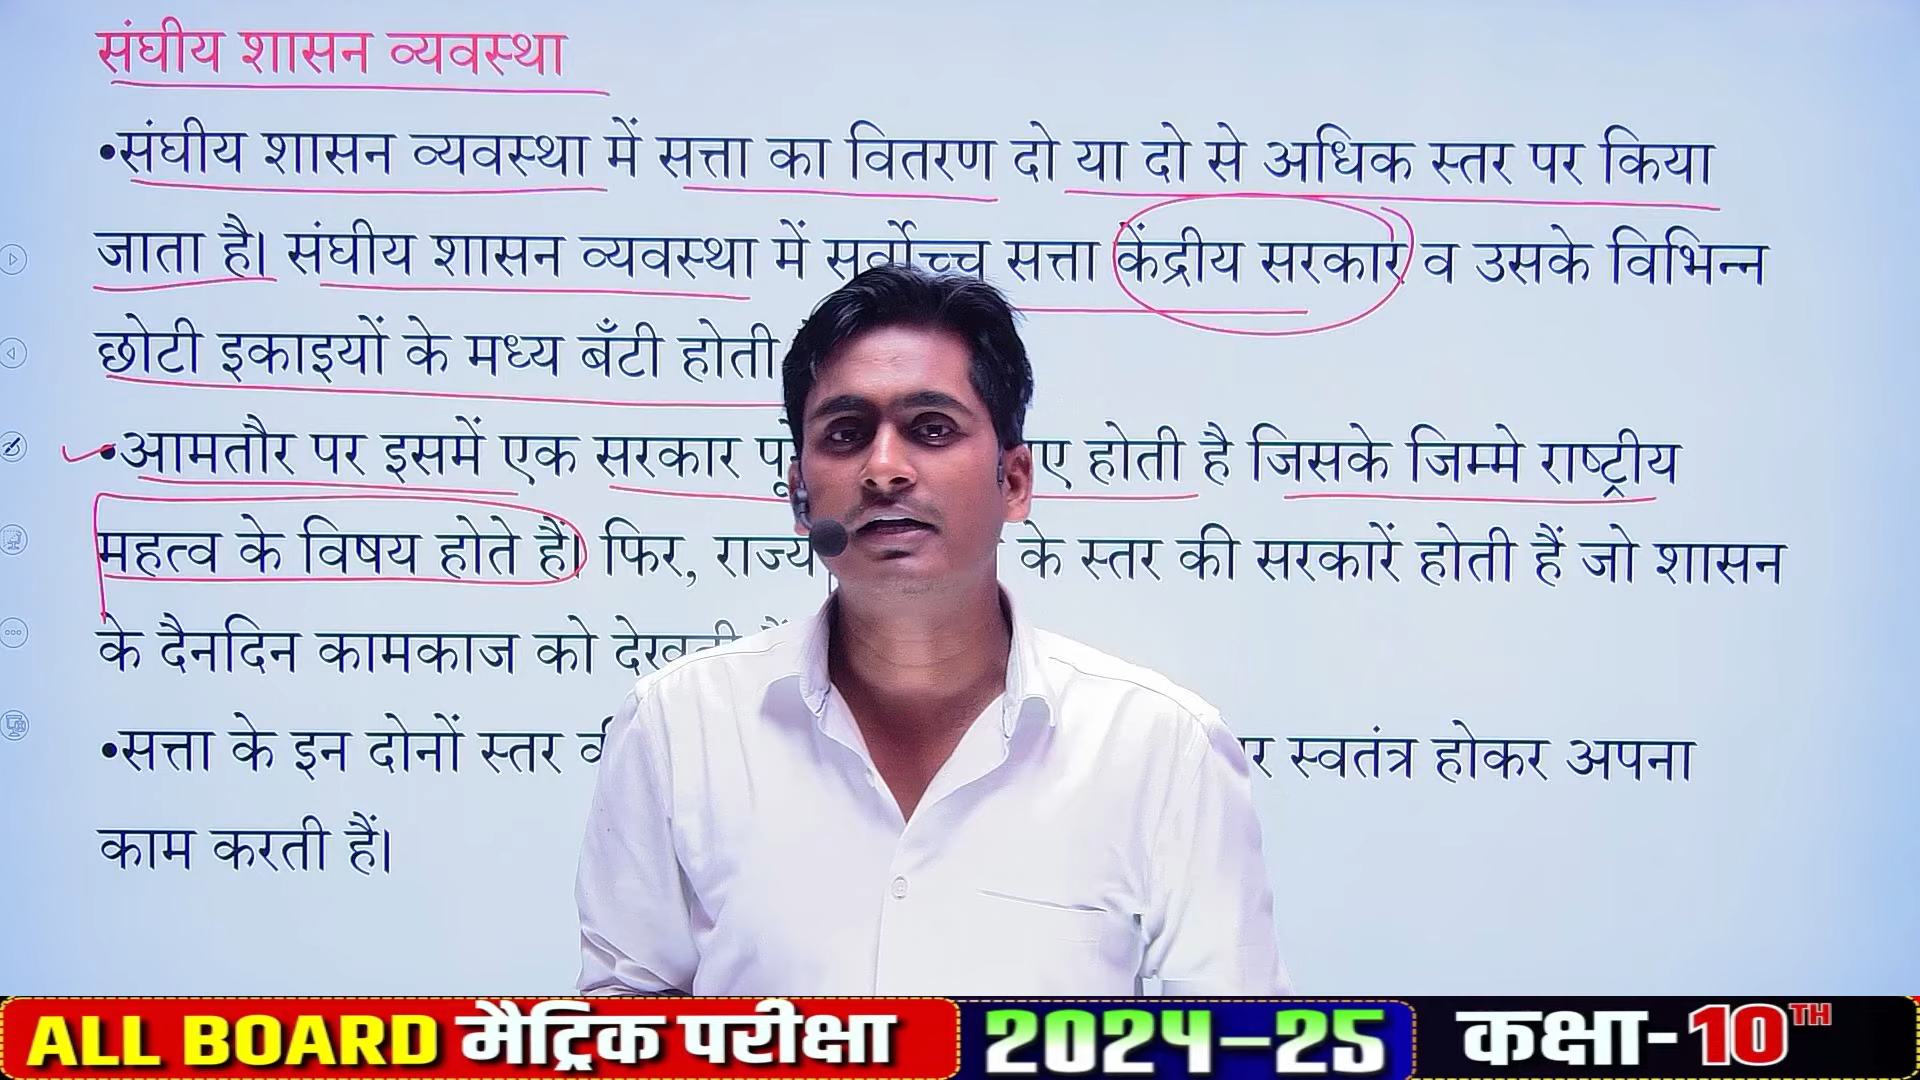 संघीय शासन व्यवस्था
•संघीय शासन व्यवस्था में सत्ता का वितरण दो या दो से अधिक स्तर पर किया
जाता है। संघीय शासन व्यवस्था में सर्वोच्च सत्ता केंद्रीय सरकार व उसके विभिन्न
छोटी इकाइयों के मध्य बँटी होती
•आमतौर पर इसमें एक सरकार होती है जिसके जिम्मे राष्ट्रीय
महत्व के विषय होते हैं। फिर, राज्य के स्तर की सरकारें होती हैं जो शासन
के दैनदिन कामकाज को
•सत्ता के इन दोनों स्तर स्वतंत्र होकर अपना
काम करती हैं।
ALL BOARD मैट्रिक परीक्षा 2024-25 कक्षा-10TH